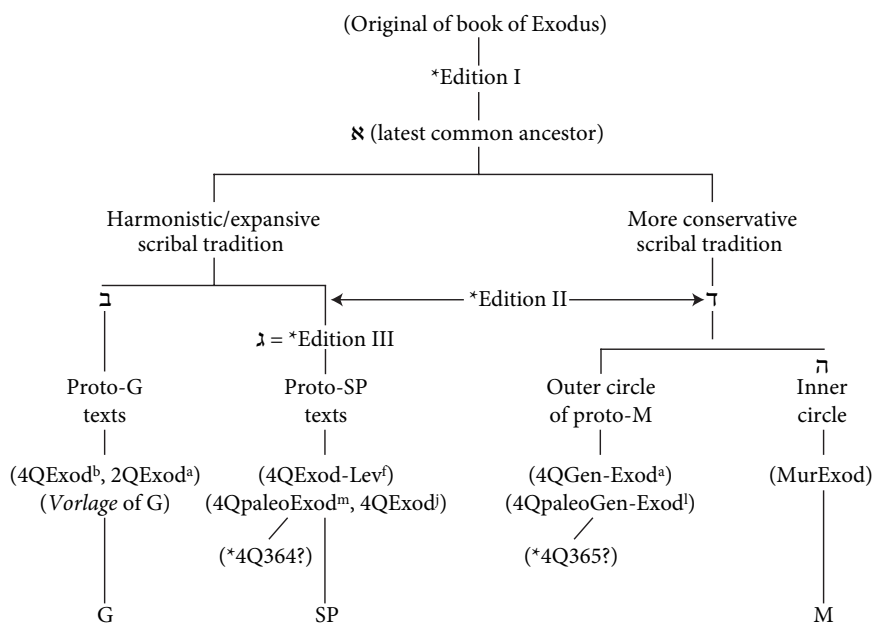 (Original of book of Exodus)
*Edition I
א (latest common ancestor)
Harmonistic/expansive
scribal tradition
More conservative
scribal tradition
ב
*Edition II
ד
ג = *Edition III
ה
Proto-G
texts
Proto-SP
texts
Outer circle
of proto-M
Inner
circle
(4QExodᵇ, 2QExodᵃ)
(Vorlage of G)
(4QExod-Levᶠ)
(4QpaleoExodᵐ, 4QExodʲ)
(4QGen-Exodᵃ)
(4QpaleoGen-Exodˡ)
(MurExod)
(*4Q364?)
(*4Q365?)
G
SP
M